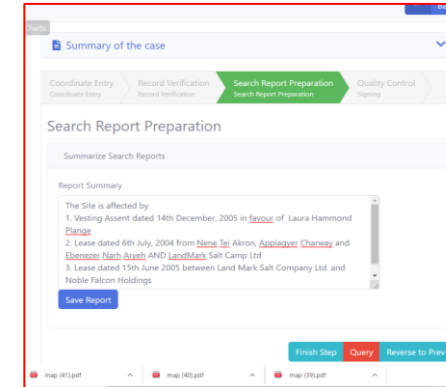 Charts
Summary of the case
Coordinate Entry
Coordinate Entry
Record Verification
Record Verification
Search Report Preparation
Search Report Preparation
Quality Control
Signing
Search Report Preparation
Summarize Search Reports
Report Summary
The Site is affected by
1. Vesting Assent dated 14th December, 2005 in favour of Laura Hammond
Plange
2. Lease dated 6th July, 2004 from Nene Tei Akron, Appiagyer Charway and
Ebenezer Narh Aryeh AND LandMark Salt Camp Ltd
3. Lease dated 15th June 2005 between Land Mark Salt Company Ltd. and
Noble Falcon Holdings
Save Report
Finish Step Query Reverse to Prev
map (41).pdf map (40).pdf map (39).pdf